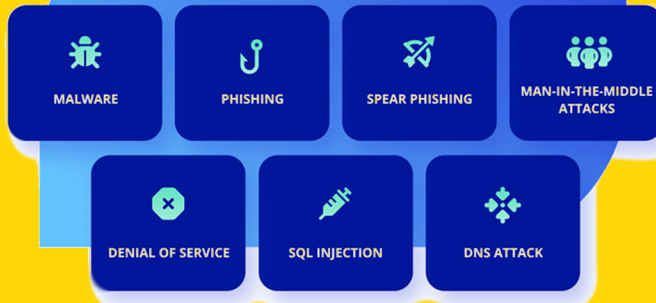 MALWARE
PHISHING
SPEAR PHISHING
MAN-IN-THE-MIDDLE
ATTACKS
DENIAL OF SERVICE
SQL INJECTION
DNS ATTACK